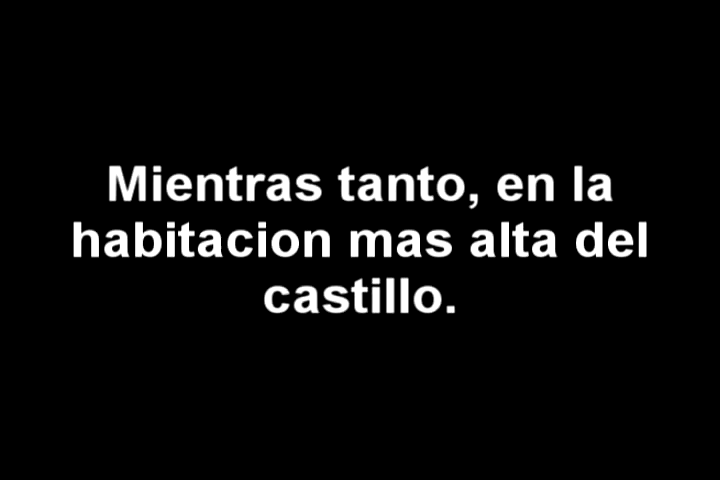 Mientras tanto, en la
habitacion mas alta del
castillo.